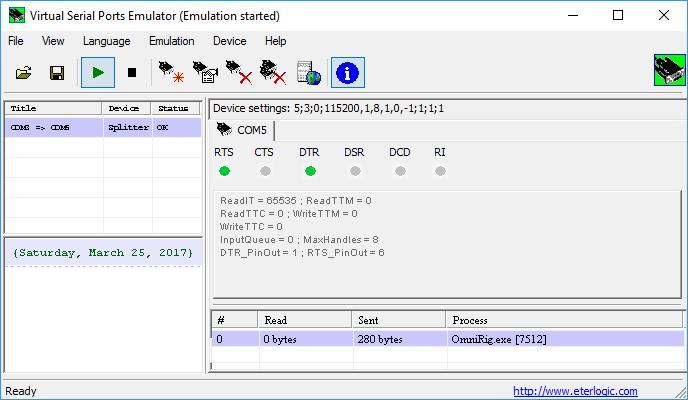 Virtual Serial Ports Emulator (Emulation started)
File View Language Emulation Device Help
Title Device Status
COM3 => COM5 Splitter OK
{Saturday, March 25, 2017}
Device settings: 5;3;0;115200,1,8,1,0,-1;1;1;1
COM5
RTS CTS DTR DSR DCD RI
ReadIT = 65535 ; ReadTTM = 0
ReadTTC = 0 ; WriteTTM = 0
WriteTTC = 0
InputQueue = 0 ; MaxHandles = 8
DTR_PinOut = 1 ; RTS_PinOut = 6
# Read Sent Process
0 0 bytes 280 bytes OmniRig.exe [7512]
Ready http://www.eterlogic.com